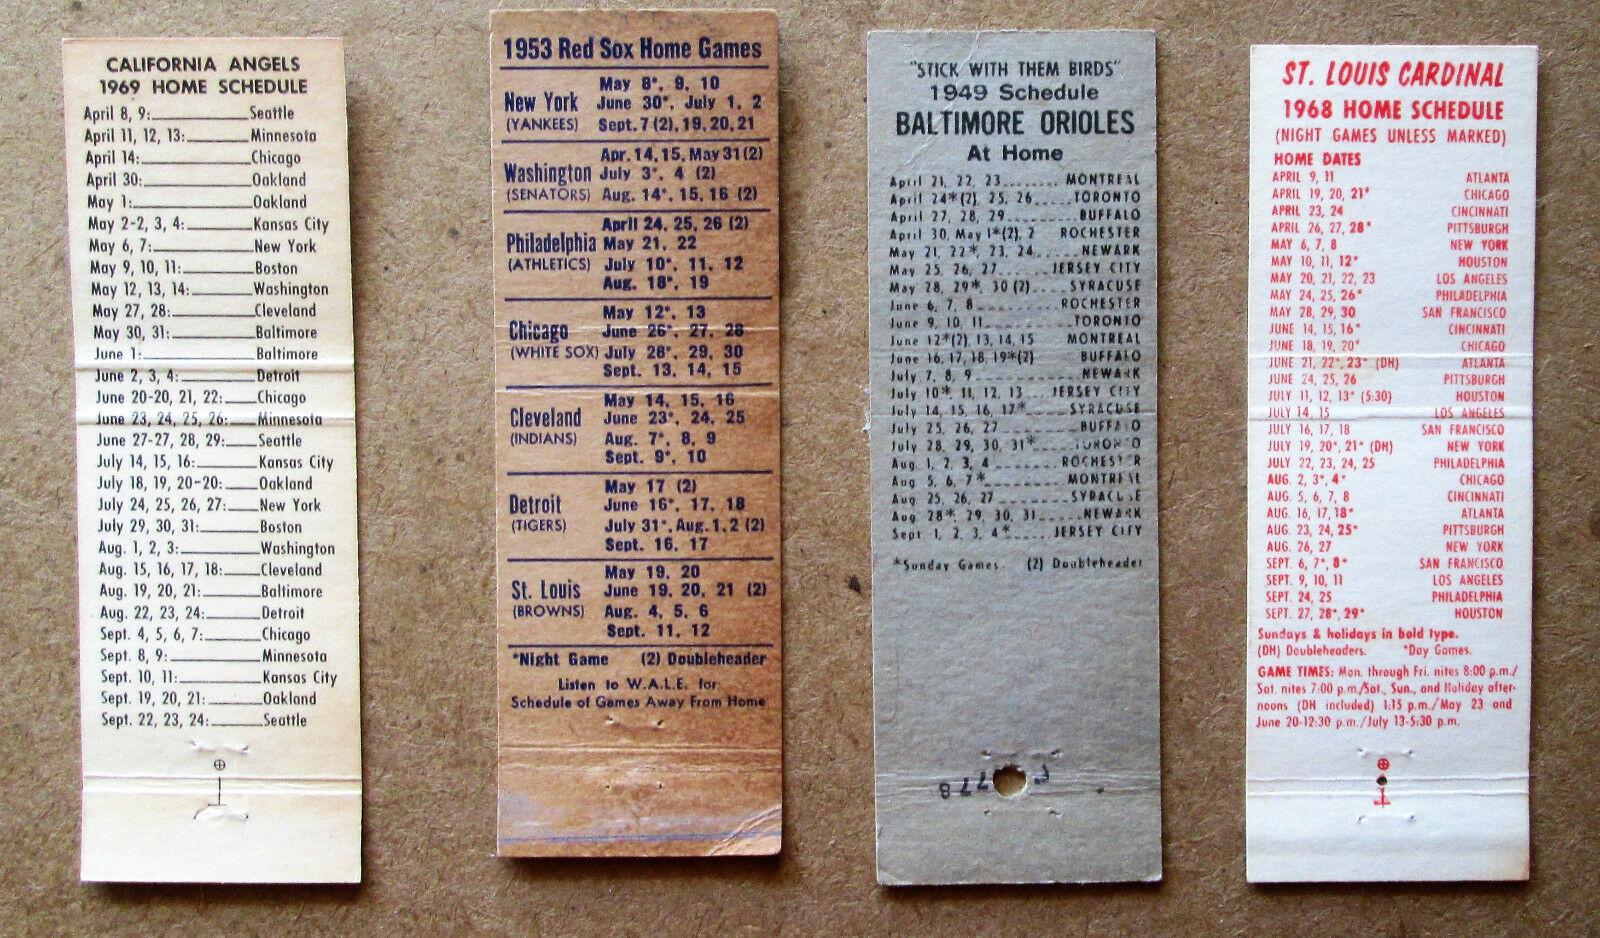 CALIFORNIA ANGELS
1969 HOME SCHEDULE
April 8, 9: Seattle
April 11, 12, 13: Minnesota
April 14: Chicago
April 30: Oakland
May 1: Oakland
May 2-2, 3, 4: Kansas City
May 6, 7: New York
May 9, 10, 11: Boston
May 12, 13, 14: Washington
May 27, 28: Cleveland
May 30, 31: Baltimore
June 1: Baltimore
June 2, 3, 4: Detroit
June 20-20, 21, 22: Chicago
June 23, 24, 25, 26: Minnesota
June 27-27, 28, 29: Seattle
July 14, 15, 16: Kansas City
July 18, 19, 20-20: Oakland
July 24, 25, 26, 27: New York
July 29, 30, 31: Boston
Aug. 1, 2, 3: Washington
Aug. 15, 16, 17, 18: Cleveland
Aug. 19, 20, 21: Baltimore
Aug. 22, 23, 24: Detroit
Sept. 4, 5, 6, 7: Chicago
Sept. 8, 9: Minnesota
Sept. 10, 11: Kansas City
Sept. 19, 20, 21: Oakland
Sept. 22, 23, 24: Seattle
1953 Red Sox Home Games
New York (YANKEES)
May 8*, 9, 10
June 30*, July 1, 2
Sept. 7 (2), 19, 20, 21
Washington (SENATORS)
Apr. 14, 15, May 31 (2)
July 3*, 4 (2)
Aug. 14*, 15, 16 (2)
Philadelphia (ATHLETICS)
April 24, 25, 26 (2)
May 21, 22
July 10*, 11, 12
Aug. 18*, 19
Chicago (WHITE SOX)
May 12*, 13
June 26*, 27, 28
July 28*, 29, 30
Sept. 13, 14, 15
Cleveland (INDIANS)
May 14, 15, 16
June 23*, 24, 25
Aug. 7*, 8, 9
Sept. 9*, 10
Detroit (TIGERS)
May 17 (2)
June 16*, 17, 18
July 31*, Aug. 1, 2 (2)
Sept. 16, 17
St. Louis (BROWNS)
May 19, 20
June 19, 20, 21 (2)
Aug. 4, 5, 6
Sept. 11, 12
*Night Game (2) Doubleheader
Listen to W.A.L.E. for
Schedule of Games Away From Home
"STICK WITH THEM BIRDS"
1949 Schedule
BALTIMORE ORIOLES
At Home
April 21, 22, 23 MONTREAL
April 24*(2), 25, 26 TORONTO
April 27, 28, 29 BUFFALO
April 30, May 1*(2), 2 ROCHESTER
May 21, 22*, 23, 24 NEWARK
May 25, 26, 27 JERSEY CITY
May 28, 29*, 30 (2) SYRACUSE
June 6, 7, 8 ROCHESTER
June 9, 10, 11 TORONTO
June 12*(2), 13, 14, 15 MONTREAL
June 16, 17, 18, 19*(2) BUFFALO
July 7, 8, 9 NEWARK
July 10* 11, 12, 13 JERSEY CITY
July 14, 15, 16, 17* SYRACUSE
July 25, 26, 27 BUFFALO
July 28, 29, 30, 31* TORONTO
Aug. 1, 2, 3, 4 ROCHESTER
Aug 5, 6, 7* MONTREAL
Aug 25, 26, 27 SYRACUSE
Aug 28*, 29, 30, 31 NEWARK
Sept 1, 2, 3, 4* JERSEY CITY
*Sunday Games. (2) Doubleheader
778
ST. LOUIS CARDINAL
1968 HOME SCHEDULE
(NIGHT GAMES UNLESS MARKED)
HOME DATES
APRIL 9, 11 ATLANTA
APRIL 19, 20, 21* CHICAGO
APRIL 23, 24 CINCINNATI
APRIL 26, 27, 28* PITTSBURGH
MAY 6, 7, 8 NEW YORK
MAY 10, 11, 12* HOUSTON
MAY 20, 21, 22, 23 LOS ANGELES
MAY 24, 25, 26* PHILADELPHIA
MAY 28, 29, 30 SAN FRANCISCO
JUNE 14, 15, 16* CINCINNATI
JUNE 18, 19, 20* CHICAGO
JUNE 21, 22*, 23* (DH) ATLANTA
JUNE 24, 25, 26 PITTSBURGH
JULY 11, 12, 13* (5:30) HOUSTON
JULY 14, 15 LOS ANGELES
JULY 16, 17, 18 SAN FRANCISCO
JULY 19, 20*, 21* (DH) NEW YORK
JULY 22, 23, 24, 25 PHILADELPHIA
AUG. 2, 3*, 4* CHICAGO
AUG. 5, 6, 7, 8 CINCINNATI
AUG. 16, 17, 18* ATLANTA
AUG. 23, 24, 25* PITTSBURGH
AUG. 26, 27 NEW YORK
SEPT. 6, 7*, 8* SAN FRANCISCO
SEPT. 9, 10, 11 LOS ANGELES
SEPT. 24, 25 PHILADELPHIA
SEPT. 27, 28*, 29* HOUSTON
Sundays & holidays in bold type.
(DH) Doubleheaders. *Day Games.
GAME TIMES: Mon. through Fri. nites 8:00 p.m./
Sat. nites 7:00 p.m./Sat., Sun., and Holiday after-
noons (DH included) 1:15 p.m./May 23 and
June 20-12:30 p.m./July 13-5:30 p.m.